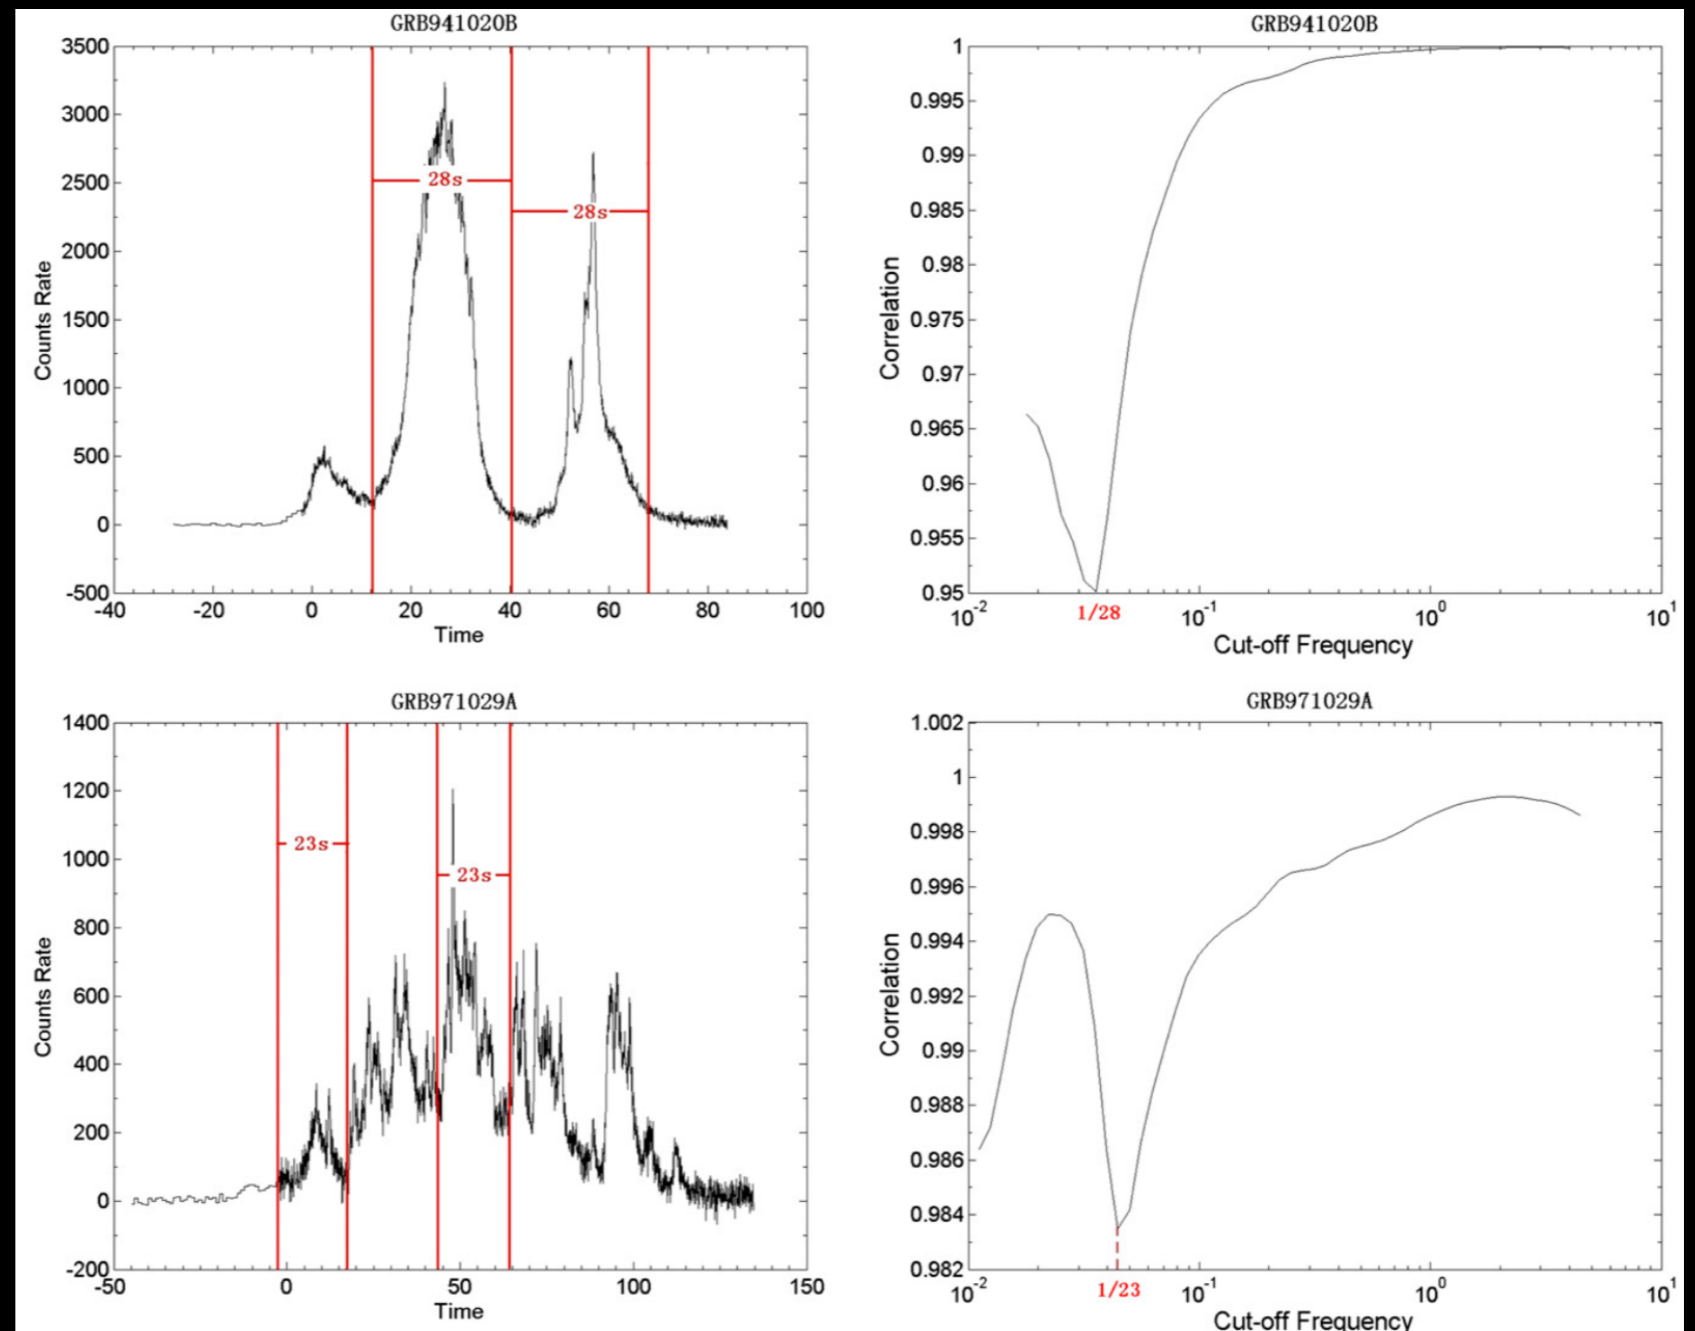 GRB941020B
3500
3000
2500
2000
1500
1000
500
0
-500
-40 -20 0 20 40 60 80 100
Counts Rate
Time
28s
28s
GRB941020B
1
0.995
0.99
0.985
0.98
0.975
0.97
0.965
0.96
0.955
0.95
10-2 10-1 100 101
1/28
Correlation
Cut-off Frequency
GRB971029A
1400
1200
1000
800
600
400
200
0
-200
-50 0 50 100 150
Counts Rate
Time
23s
23s
GRB971029A
1.002
1
0.998
0.996
0.994
0.992
0.99
0.988
0.986
0.984
0.982
10-2 10-1 100 101
1/23
Correlation
Cut-off Frequency